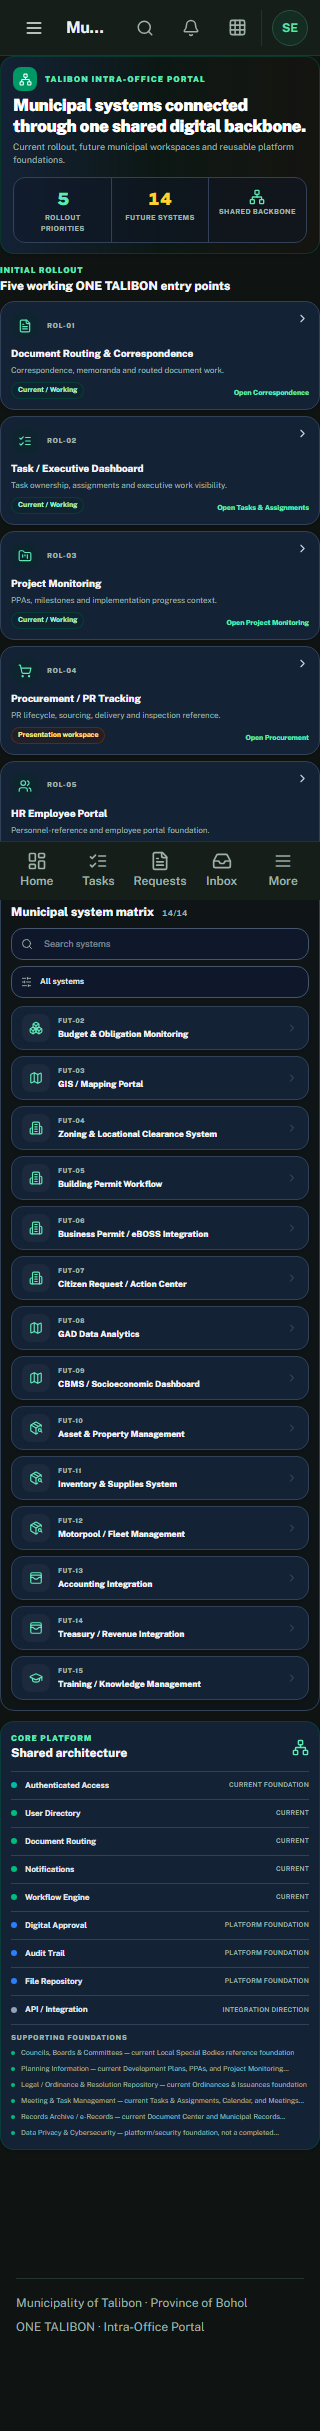 Mu...
SE
TALIBON INTRA-OFFICE PORTAL
Municipal systems connected
through one shared digital backbone.
Current rollout, future municipal workspaces and reusable platform
foundations.
5
ROLLOUT
PRIORITIES
14
FUTURE SYSTEMS
SHARED BACKBONE
INITIAL ROLLOUT
Five working ONE TALIBON entry points
ROL-01
Document Routing & Correspondence
Correspondence, memoranda and routed document work.
Current / Working
Open Correspondence
ROL-02
Task / Executive Dashboard
Task ownership, assignments and executive work visibility.
Current / Working
Open Tasks & Assignments
ROL-03
Project Monitoring
PPAs, milestones and implementation progress context.
Current / Working
Open Project Monitoring
ROL-04
Procurement / PR Tracking
PR lifecycle, sourcing, delivery and inspection reference.
Presentation workspace
Open Procurement
ROL-05
HR Employee Portal
Personnel-reference and employee portal foundation.
Home
Tasks
Requests
Inbox
More
Municipal system matrix 14/14
Search systems
All systems
FUT-02
Budget & Obligation Monitoring
FUT-03
GIS / Mapping Portal
FUT-04
Zoning & Locational Clearance System
FUT-05
Building Permit Workflow
FUT-06
Business Permit / eBOSS Integration
FUT-07
Citizen Request / Action Center
FUT-08
GAD Data Analytics
FUT-09
CBMS / Socioeconomic Dashboard
FUT-10
Asset & Property Management
FUT-11
Inventory & Supplies System
FUT-12
Motorpool / Fleet Management
FUT-13
Accounting Integration
FUT-14
Treasury / Revenue Integration
FUT-15
Training / Knowledge Management
CORE PLATFORM
Shared architecture
Authenticated Access CURRENT FOUNDATION
User Directory CURRENT
Document Routing CURRENT
Notifications CURRENT
Workflow Engine CURRENT
Digital Approval PLATFORM FOUNDATION
Audit Trail PLATFORM FOUNDATION
File Repository PLATFORM FOUNDATION
API / Integration INTEGRATION DIRECTION
SUPPORTING FOUNDATIONS
Councils, Boards & Committees — current Local Special Bodies reference foundation
Planning Information — current Development Plans, PPAs, and Project Monitoring...
Legal / Ordinance & Resolution Repository — current Ordinances & Issuances foundation
Meeting & Task Management — current Tasks & Assignments, Calendar, and Meetings...
Records Archive / e-Records — current Document Center and Municipal Records...
Data Privacy & Cybersecurity — platform/security foundation, not a completed...
Municipality of Talibon · Province of Bohol
ONE TALIBON · Intra-Office Portal